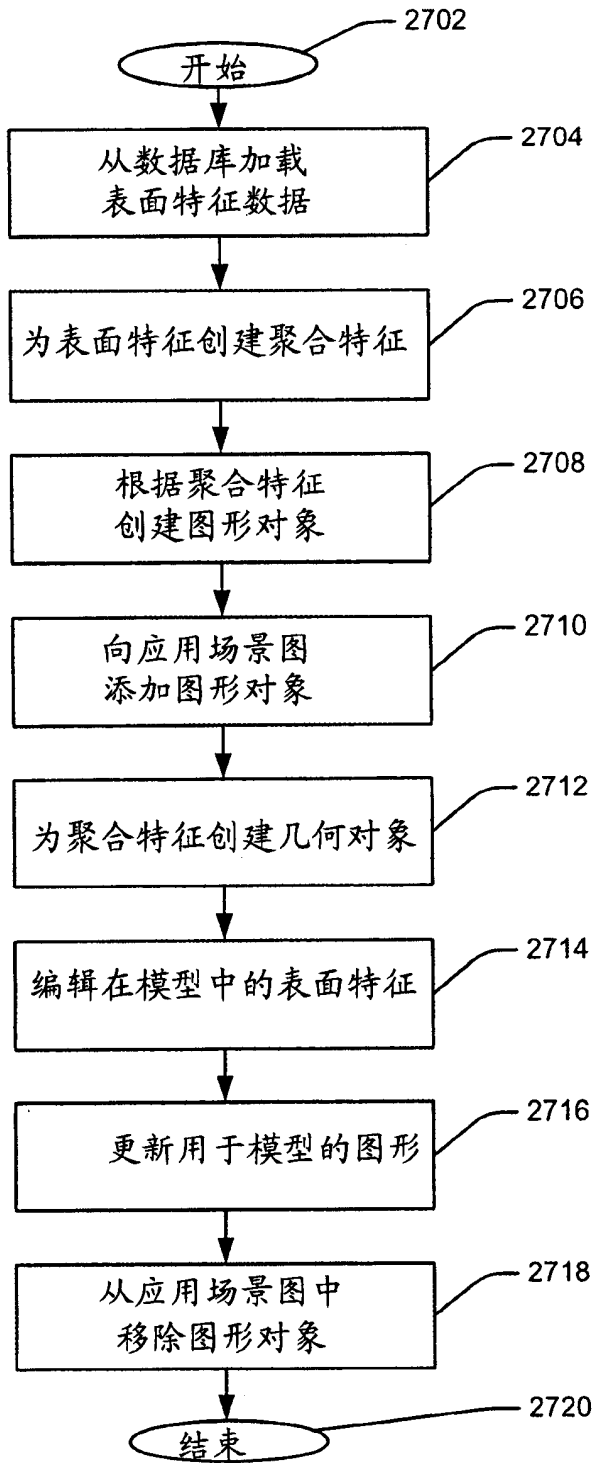 2702
开始
2704
从数据库加载
表面特征数据
2706
为表面特征创建聚合特征
2708
根据聚合特征
创建图形对象
2710
向应用场景图
添加图形对象
2712
为聚合特征创建几何对象
2714
编辑在模型中的表面特征
2716
更新用于模型的图形
2718
从应用场景图中
移除图形对象
2720
结束